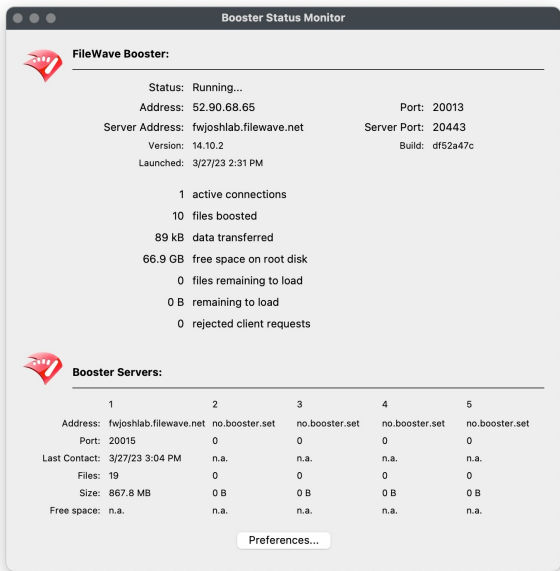 Booster Status Monitor
FileWave Booster:
Status: Running...
Address: 52.90.68.65 Port: 20013
Server Address: fwjoshlab.filewave.net Server Port: 20443
Version: 14.10.2 Build: df52a47c
Launched: 3/27/23 2:31 PM
1 active connections
10 files boosted
89 kB data transferred
66.9 GB free space on root disk
0 files remaining to load
0 B remaining to load
0 rejected client requests
Booster Servers:
1 2 3 4 5
Address: fwjoshlab.filewave.net no.booster.set no.booster.set no.booster.set no.booster.set
Port: 20015 0 0 0 0
Last Contact: 3/27/23 3:04 PM n.a. n.a. n.a. n.a.
Files: 19 0 0 0 0
Size: 867.8 MB 0 B 0 B 0 B 0 B
Free space: n.a. n.a. n.a. n.a. n.a.
Preferences...